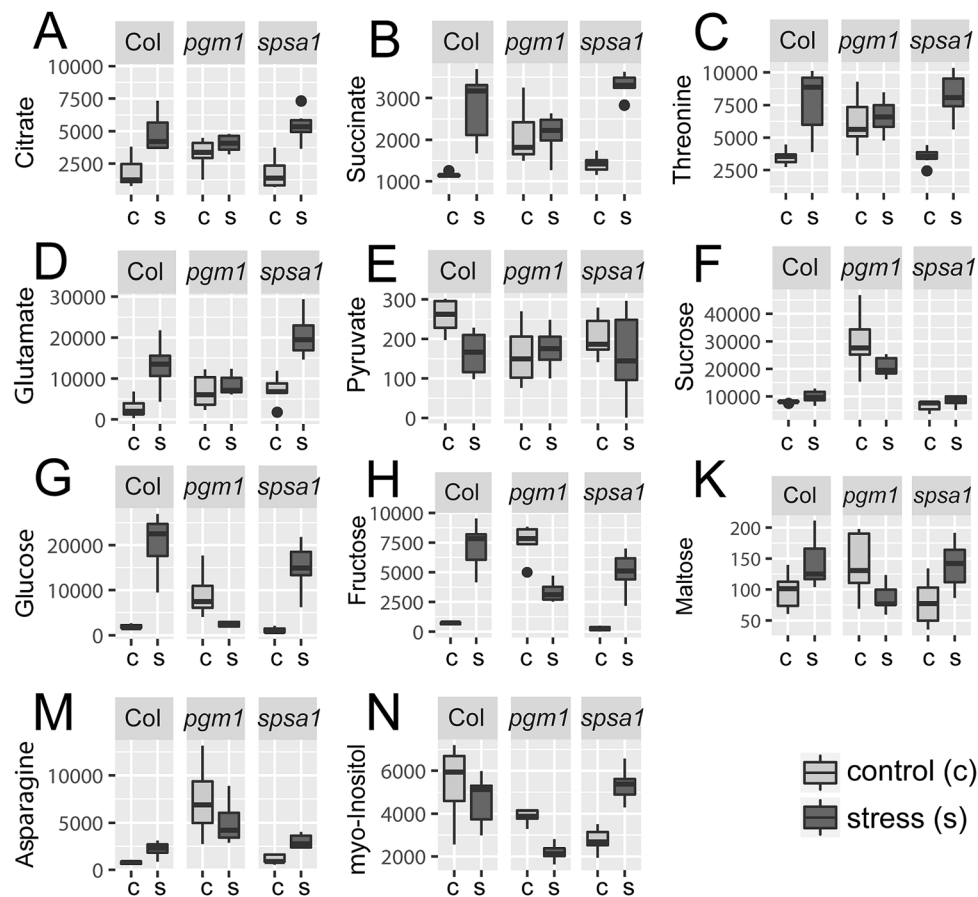 A
Col pgm1 spsa1
Citrate
10000
7500
5000
2500
c s c s c s
B
Col pgm1 spsa1
Succinate
3000
2000
1000
c s c s c s
C
Col pgm1 spsa1
Threonine
10000
7500
5000
2500
c s c s c s
D
Col pgm1 spsa1
Glutamate
30000
20000
10000
0
c s c s c s
E
Col pgm1 spsa1
Pyruvate
300
200
100
0
c s c s c s
F
Col pgm1 spsa1
Sucrose
40000
30000
20000
10000
c s c s c s
G
Col pgm1 spsa1
Glucose
20000
10000
0
c s c s c s
H
Col pgm1 spsa1
Fructose
10000
7500
5000
2500
0
c s c s c s
K
Col pgm1 spsa1
Maltose
200
150
100
50
c s c s c s
M
Col pgm1 spsa1
Asparagine
10000
5000
0
c s c s c s
N
Col pgm1 spsa1
myo-Inositol
6000
4000
2000
c s c s c s
control (c)
stress (s)